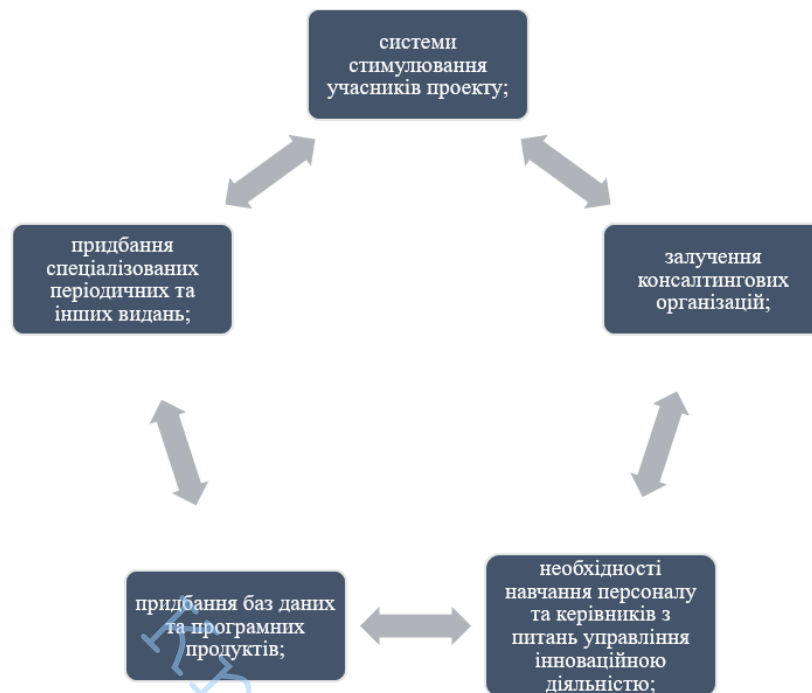 системи
стимулювання
учасників проекту;
придбання
спеціалізованих
періодичних та
інших видань;
залучення
консалтингових
організацій;
придбання баз даних
та програмних
продуктів;
необхідності
навчання персоналу
та керівників з
питань управління
інноваційною
діяльністю;